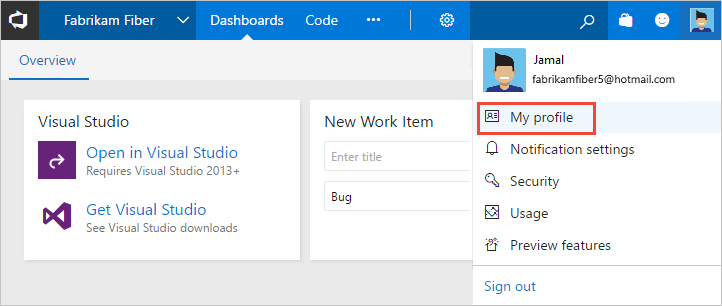 Fabrikam Fiber
Dashboards
Code
...
Overview
Visual Studio
Open in Visual Studio
Requires Visual Studio 2013+
Get Visual Studio
See Visual Studio downloads
New Work Item
Enter title
Bug
Jamal
fabrikamfiber5@hotmail.com
My profile
Notification settings
Security
Usage
Preview features
Sign out